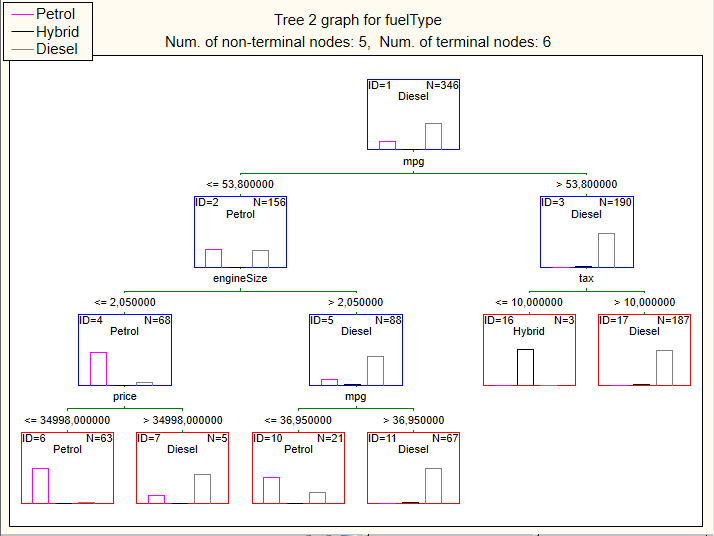 Petrol
Hybrid
Diesel
Tree 2 graph for fuelType
Num. of non-terminal nodes: 5,  Num. of terminal nodes: 6
ID=1 N=346
Diesel
mpg
<= 53,800000 > 53,800000
ID=2 N=156 ID=3 N=190
Petrol Diesel
engineSize tax
<= 2,050000 > 2,050000 <= 10,000000 > 10,000000
ID=4 N=68 ID=5 N=88 ID=16 N=3 ID=17 N=187
Petrol Diesel Hybrid Diesel
price mpg
<= 34998,000000 > 34998,000000 <= 36,950000 > 36,950000
ID=6 N=63 ID=7 N=5 ID=10 N=21 ID=11 N=67
Petrol Diesel Petrol Diesel